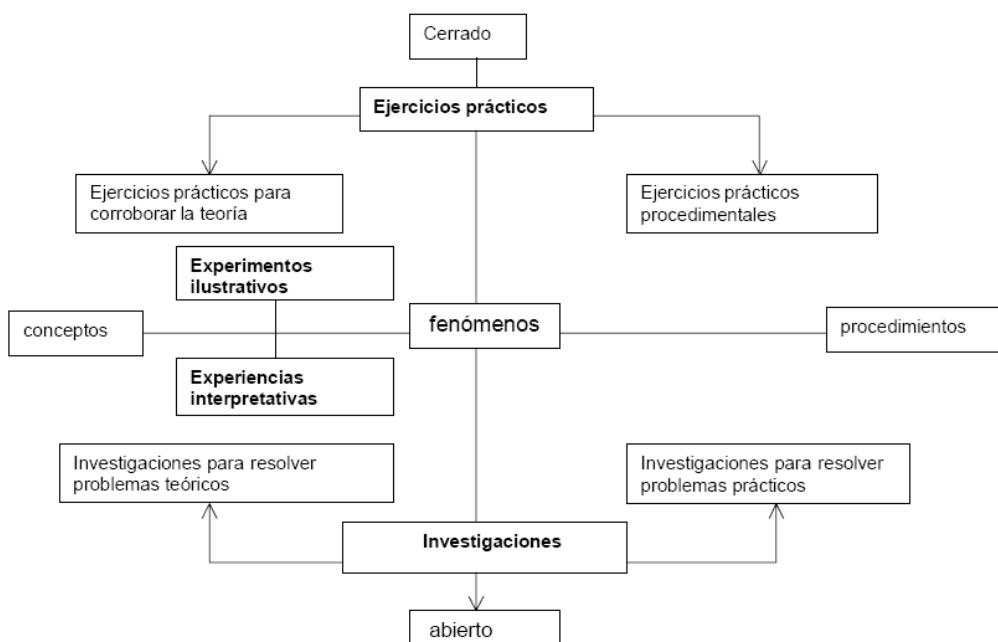 Cerrado
Ejercicios prácticos
Ejercicios prácticos para
corroborar la teoría
Ejercicios prácticos
procedimentales
Experimentos
ilustrativos
conceptos
fenómenos
procedimientos
Experiencias
interpretativas
Investigaciones para resolver
problemas teóricos
Investigaciones para resolver
problemas prácticos
Investigaciones
abierto